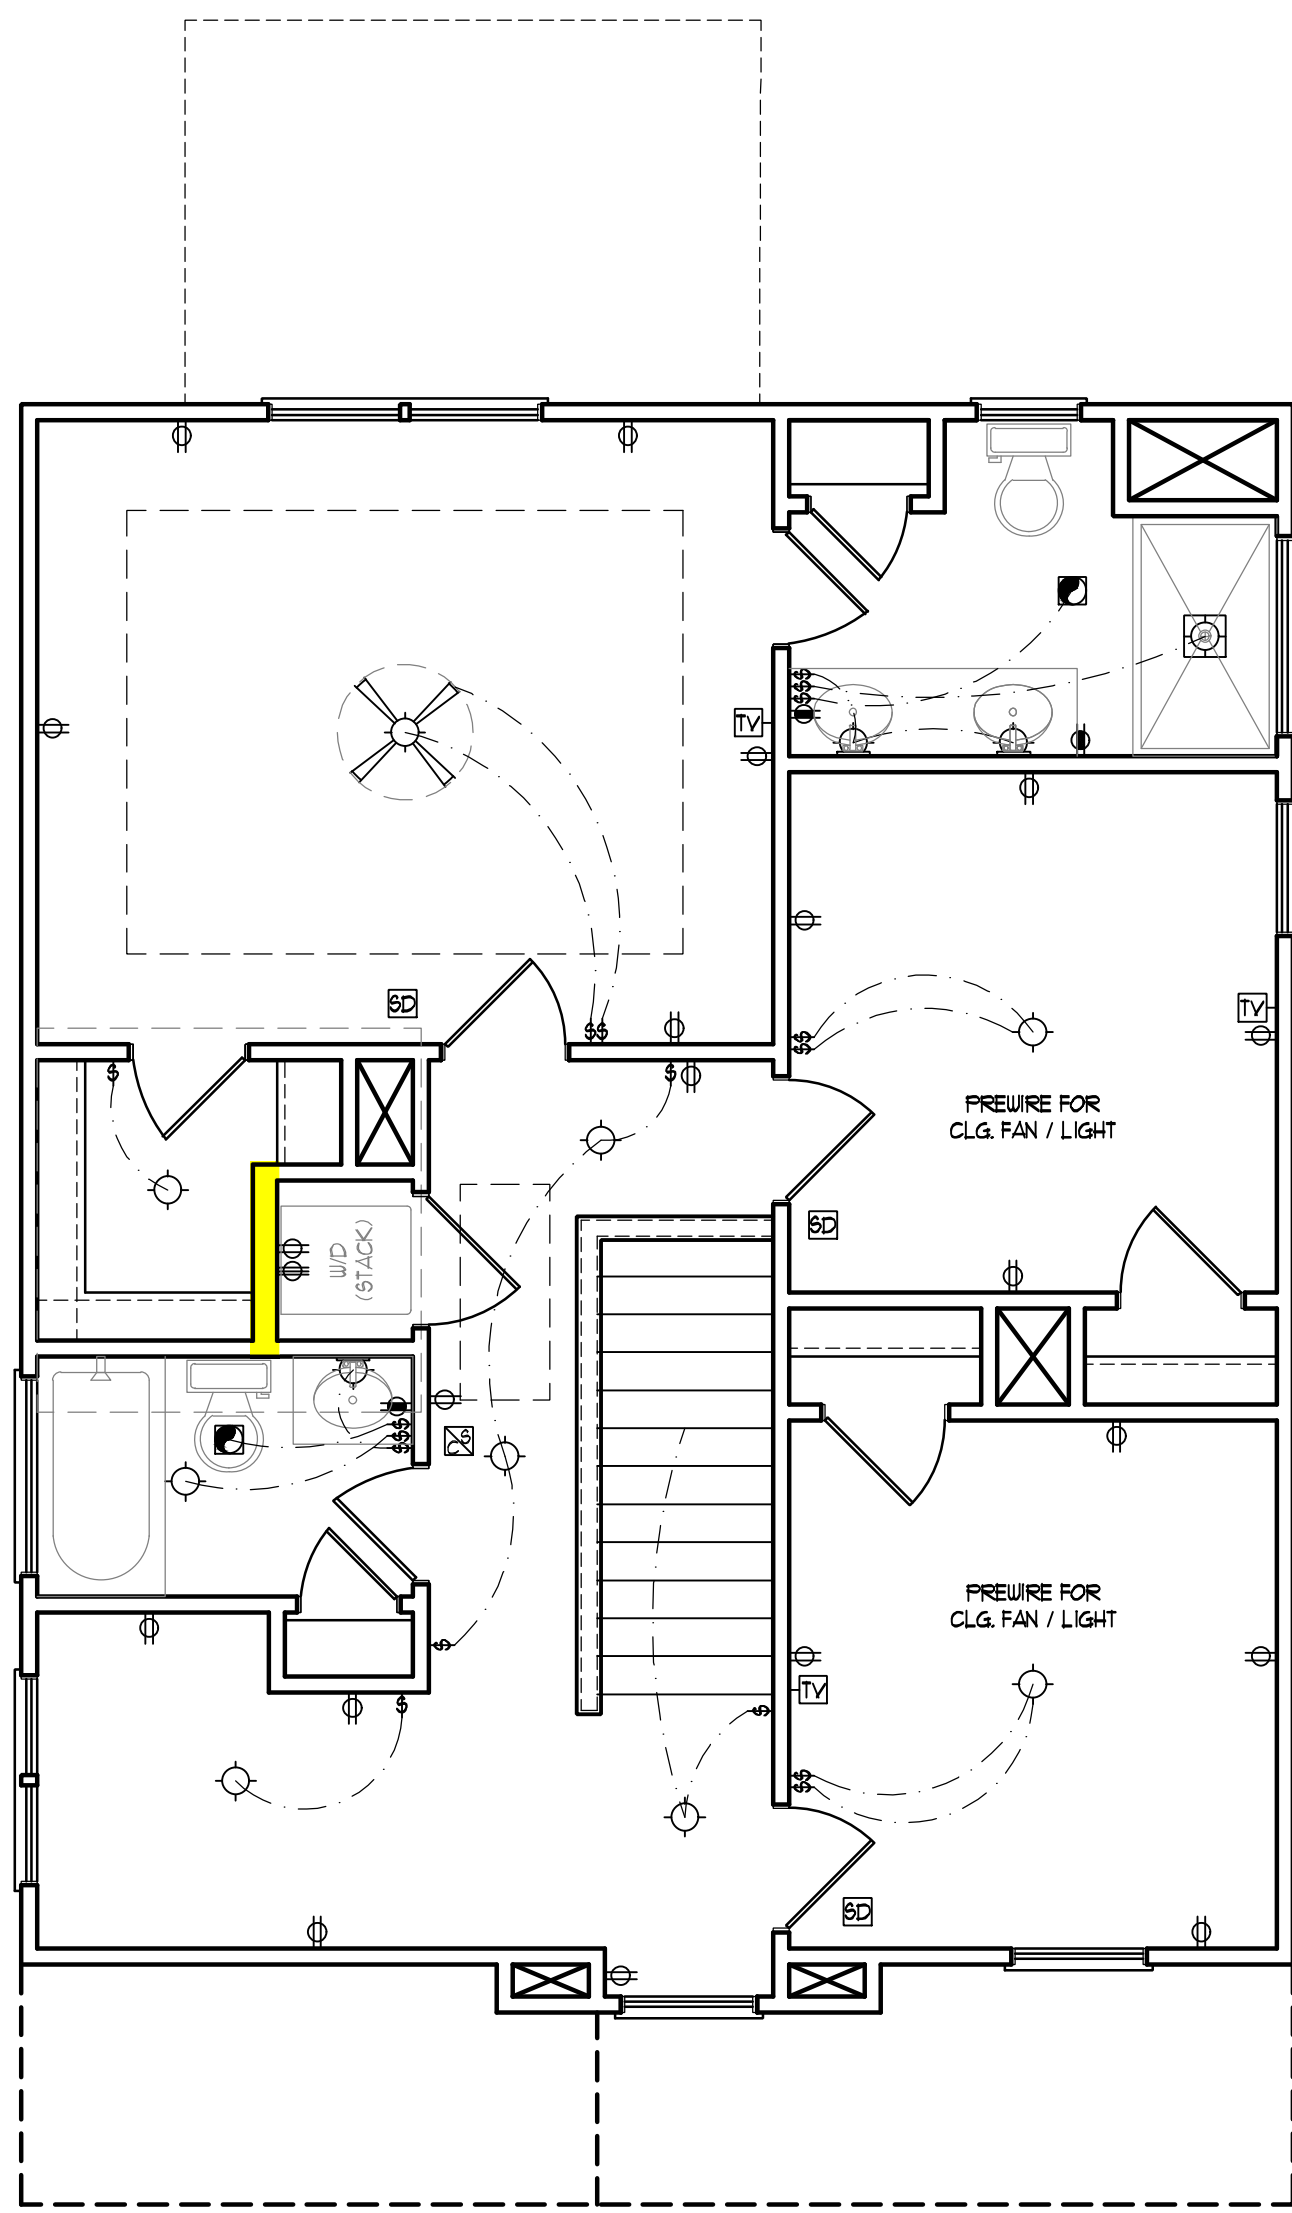 TV
SD
TV
PREWIRE FOR
CLG. FAN / LIGHT
SD
W/D
(STACK)
CS
PREWIRE FOR
CLG. FAN / LIGHT
TV
SD
$$$
$$
$$
$
$
$$$
$
$
$
$$